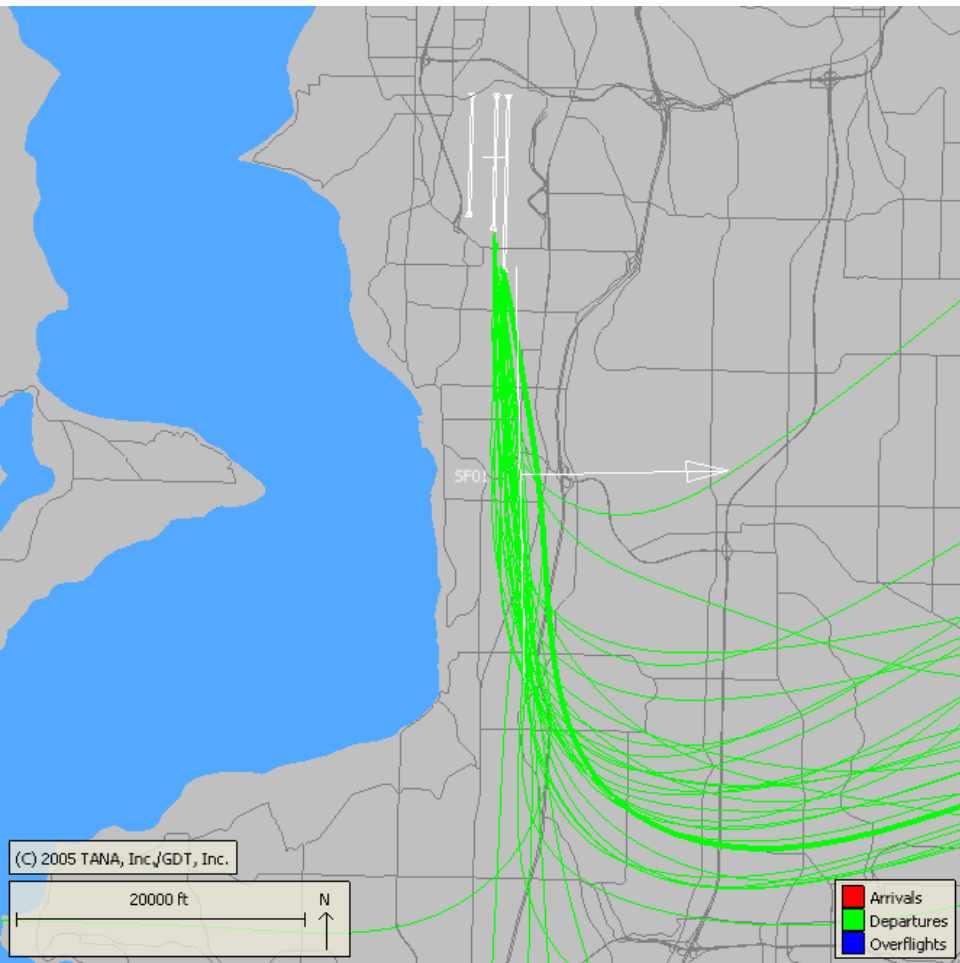 SF01
(C) 2005 TANA, Inc./GDT, Inc.
20000 ft
N
Arrivals
Departures
Overflights